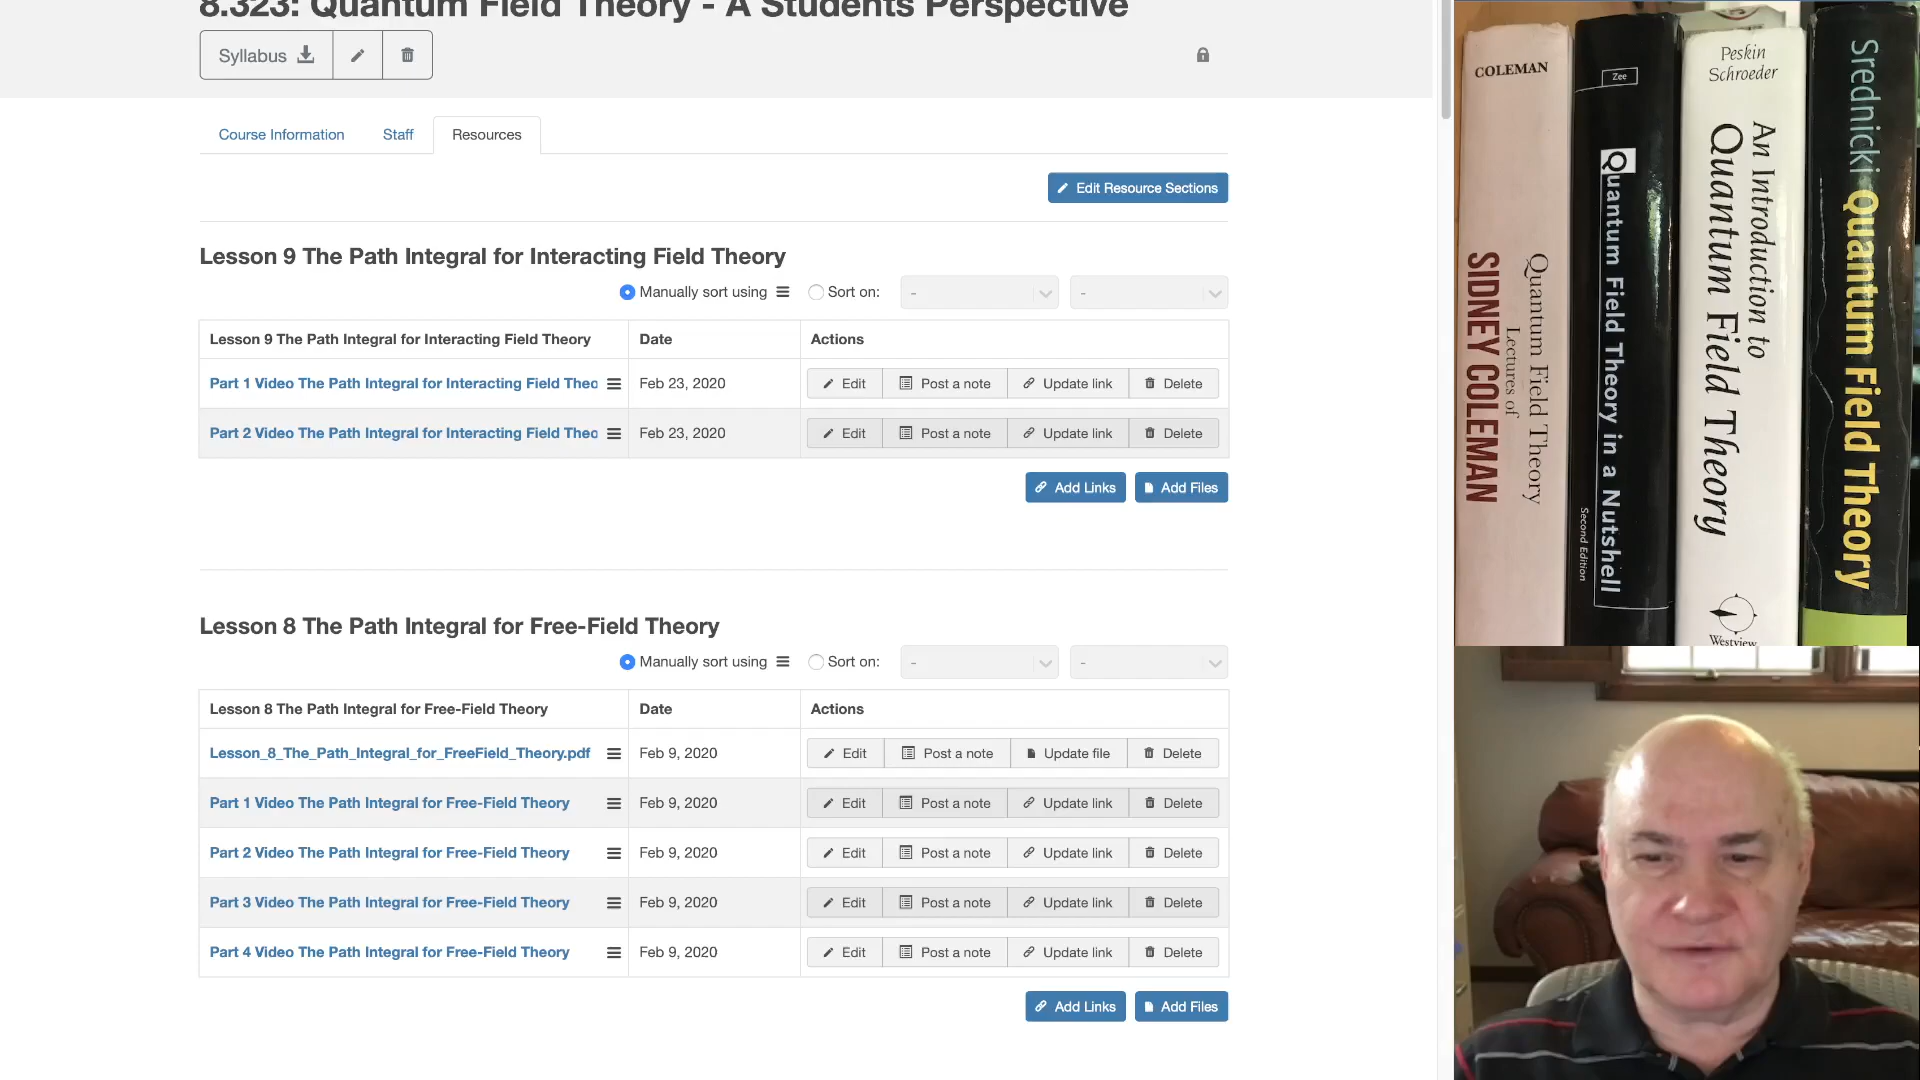 8.323: Quantum Field Theory - A Students Perspective
Syllabus
Course Information
Staff
Resources
Edit Resource Sections
Lesson 9 The Path Integral for Interacting Field Theory
Manually sort using
Sort on:
-
-
Lesson 9 The Path Integral for Interacting Field Theory Date Actions
Part 1 Video The Path Integral for Interacting Field Theo Feb 23, 2020 Edit Post a note Update link Delete
Part 2 Video The Path Integral for Interacting Field Theo Feb 23, 2020 Edit Post a note Update link Delete
Add Links Add Files
Lesson 8 The Path Integral for Free-Field Theory
Manually sort using
Sort on:
-
-
Lesson 8 The Path Integral for Free-Field Theory Date Actions
Lesson_8_The_Path_Integral_for_FreeField_Theory.pdf Feb 9, 2020 Edit Post a note Update file Delete
Part 1 Video The Path Integral for Free-Field Theory Feb 9, 2020 Edit Post a note Update link Delete
Part 2 Video The Path Integral for Free-Field Theory Feb 9, 2020 Edit Post a note Update link Delete
Part 3 Video The Path Integral for Free-Field Theory Feb 9, 2020 Edit Post a note Update link Delete
Part 4 Video The Path Integral for Free-Field Theory Feb 9, 2020 Edit Post a note Update link Delete
Add Links Add Files
COLEMAN
Quantum Field Theory
Lectures of
SIDNEY COLEMAN
Zee
Quantum Field Theory in a Nutshell
Second Edition
Peskin
Schroeder
An Introduction to
Quantum Field Theory
Westview
Srednicki Quantum Field Theory